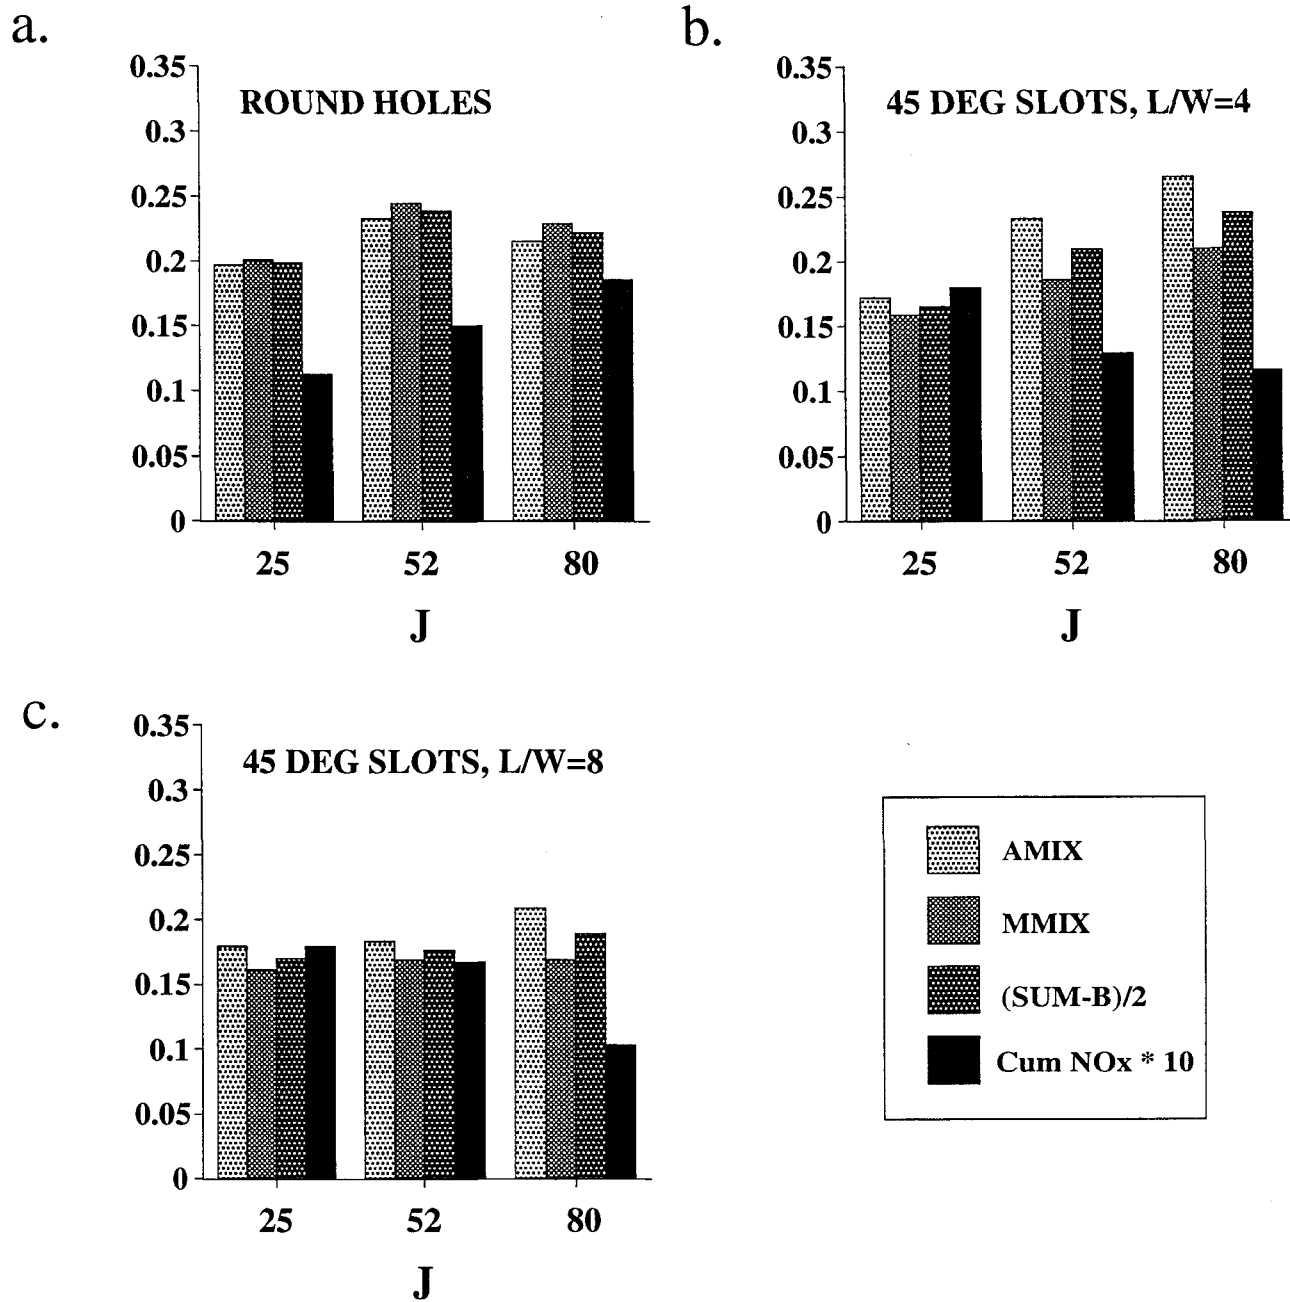 a.
0.35
ROUND HOLES
0.3
0.25
0.2
0.15
0.1
0.05
0
25 52 80
J
b.
0.35
45 DEG SLOTS, L/W=4
0.3
0.25
0.2
0.15
0.1
0.05
0
25 52 80
J
c.
0.35
45 DEG SLOTS, L/W=8
0.3
0.25
0.2
0.15
0.1
0.05
0
25 52 80
J
AMIX
MMIX
(SUM-B)/2
Cum NOx * 10